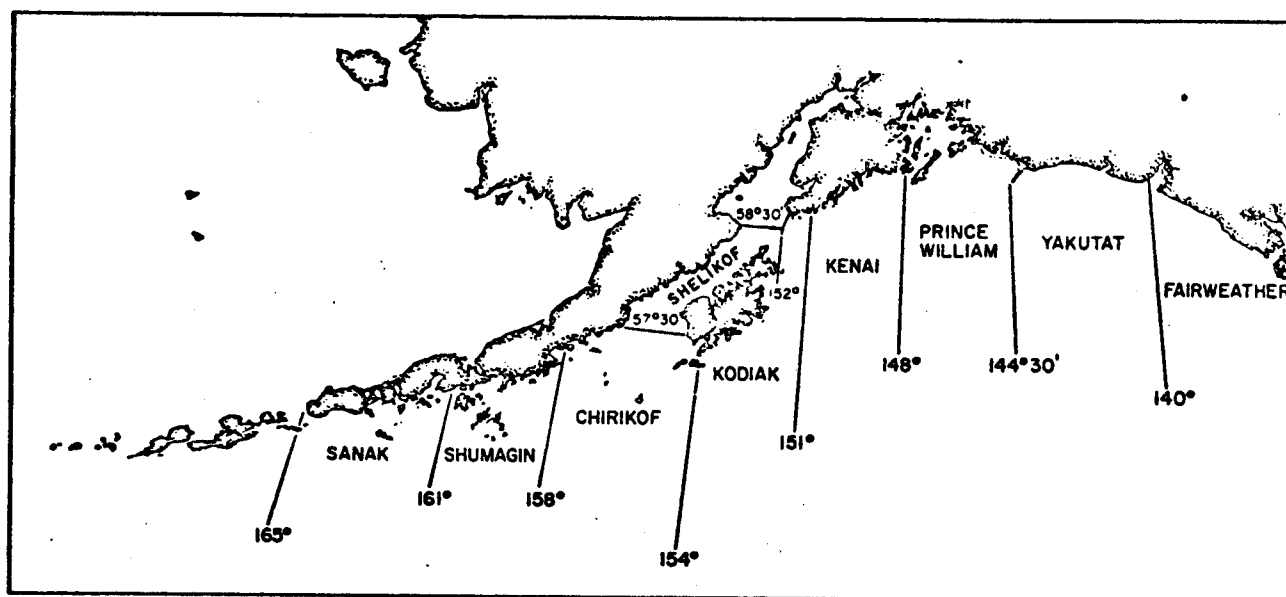 58°30'
PRINCE
WILLIAM
YAKUTAT
SHELIKOF
KENAI
FAIRWEATHER
152°
57°30'
KODIAK
148°
144°30'
140°
CHIRIKOF
151°
SANAK
SHUMAGIN
161°
158°
165°
154°